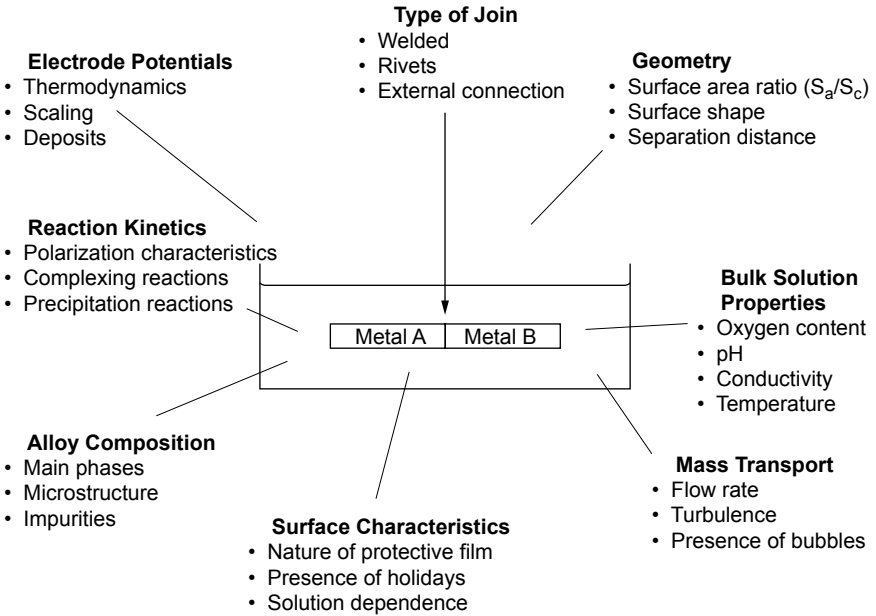 Type of Join
• Welded
• Rivets
• External connection
Electrode Potentials
• Thermodynamics
• Scaling
• Deposits
Geometry
• Surface area ratio (Sa/Sc)
• Surface shape
• Separation distance
Reaction Kinetics
• Polarization characteristics
• Complexing reactions
• Precipitation reactions
Metal A
Metal B
Bulk Solution
Properties
• Oxygen content
• pH
• Conductivity
• Temperature
Alloy Composition
• Main phases
• Microstructure
• Impurities
Surface Characteristics
• Nature of protective film
• Presence of holidays
• Solution dependence
Mass Transport
• Flow rate
• Turbulence
• Presence of bubbles